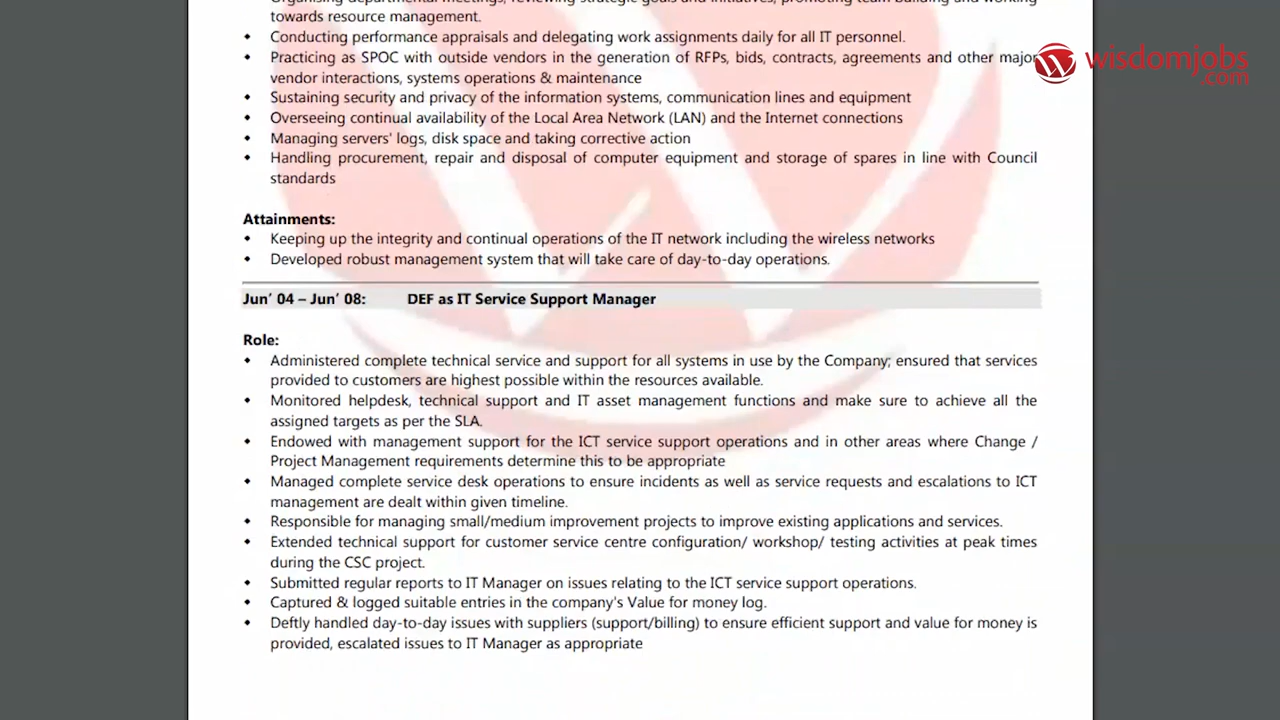 Organising departmental meetings, reviewing strategic goals and initiatives, promoting team building and working
towards resource management.
Conducting performance appraisals and delegating work assignments daily for all IT personnel.
Practicing as SPOC with outside vendors in the generation of RFPs, bids, contracts, agreements and other major
vendor interactions, systems operations & maintenance
Sustaining security and privacy of the information systems, communication lines and equipment
Overseeing continual availability of the Local Area Network (LAN) and the Internet connections
Managing servers' logs, disk space and taking corrective action
Handling procurement, repair and disposal of computer equipment and storage of spares in line with Council
standards
Attainments:
Keeping up the integrity and continual operations of the IT network including the wireless networks
Developed robust management system that will take care of day-to-day operations.
Jun' 04 – Jun' 08: DEF as IT Service Support Manager
Role:
Administered complete technical service and support for all systems in use by the Company; ensured that services
provided to customers are highest possible within the resources available.
Monitored helpdesk, technical support and IT asset management functions and make sure to achieve all the
assigned targets as per the SLA.
Endowed with management support for the ICT service support operations and in other areas where Change /
Project Management requirements determine this to be appropriate
Managed complete service desk operations to ensure incidents as well as service requests and escalations to ICT
management are dealt within given timeline.
Responsible for managing small/medium improvement projects to improve existing applications and services.
Extended technical support for customer service centre configuration/ workshop/ testing activities at peak times
during the CSC project.
Submitted regular reports to IT Manager on issues relating to the ICT service support operations.
Captured & logged suitable entries in the company's Value for money log.
Deftly handled day-to-day issues with suppliers (support/billing) to ensure efficient support and value for money is
provided, escalated issues to IT Manager as appropriate
wisdomjobs
.com